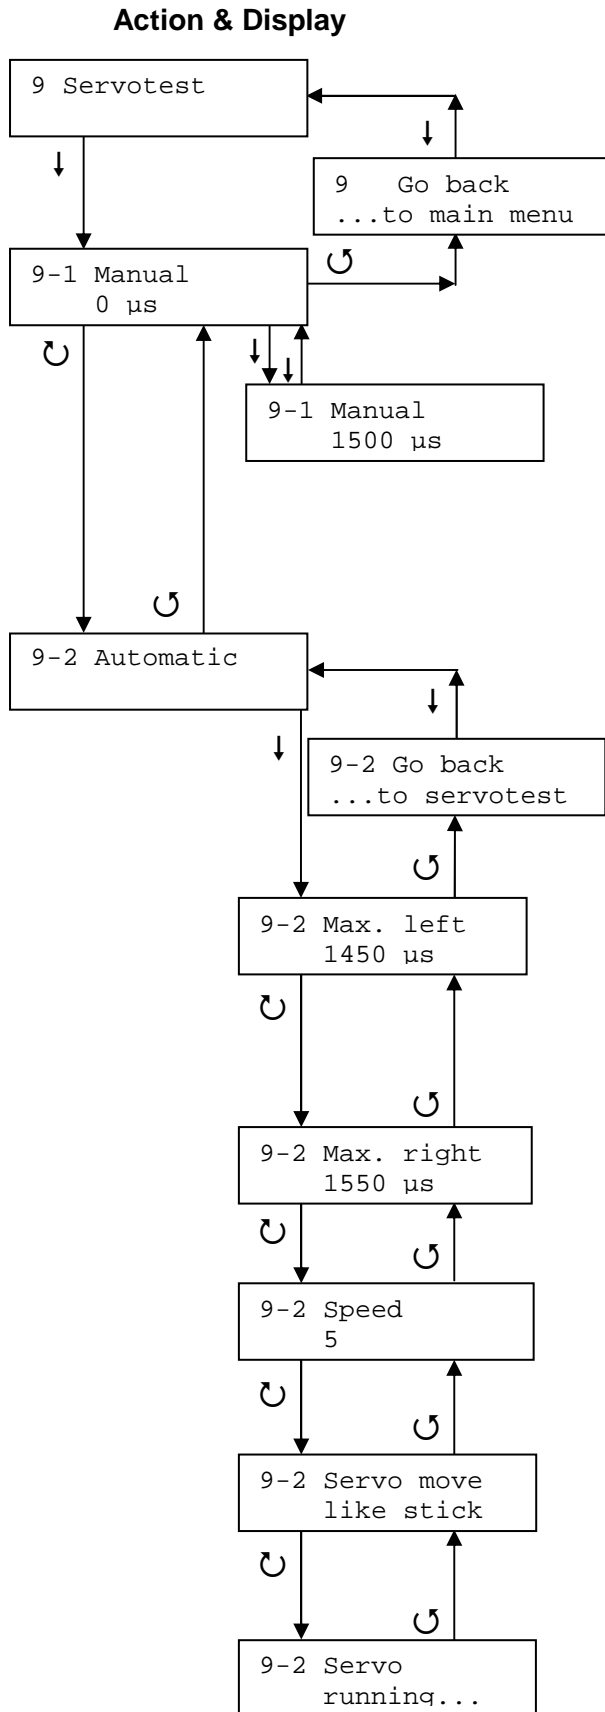 Action & Display
9 Servotest
9 Go back
...to main menu
9-1 Manual
0 µs
9-1 Manual
1500 µs
9-2 Automatic
9-2 Go back
...to servotest
9-2 Max. left
1450 µs
9-2 Max. right
1550 µs
9-2 Speed
5
9-2 Servo move
like stick
9-2 Servo
running...